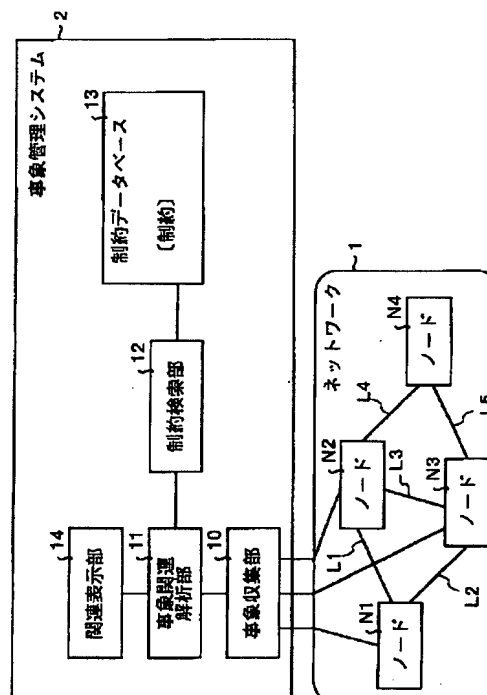 事象管理システム
2
14
関連表示部
11
事象関連
解析部
12
制約検索部
13
制約データベース
〔制約〕
10
事象収集部
ネットワーク
1
N1
ノード
N2
ノード
N3
ノード
N4
ノード
L1
L2
L3
L4
L5